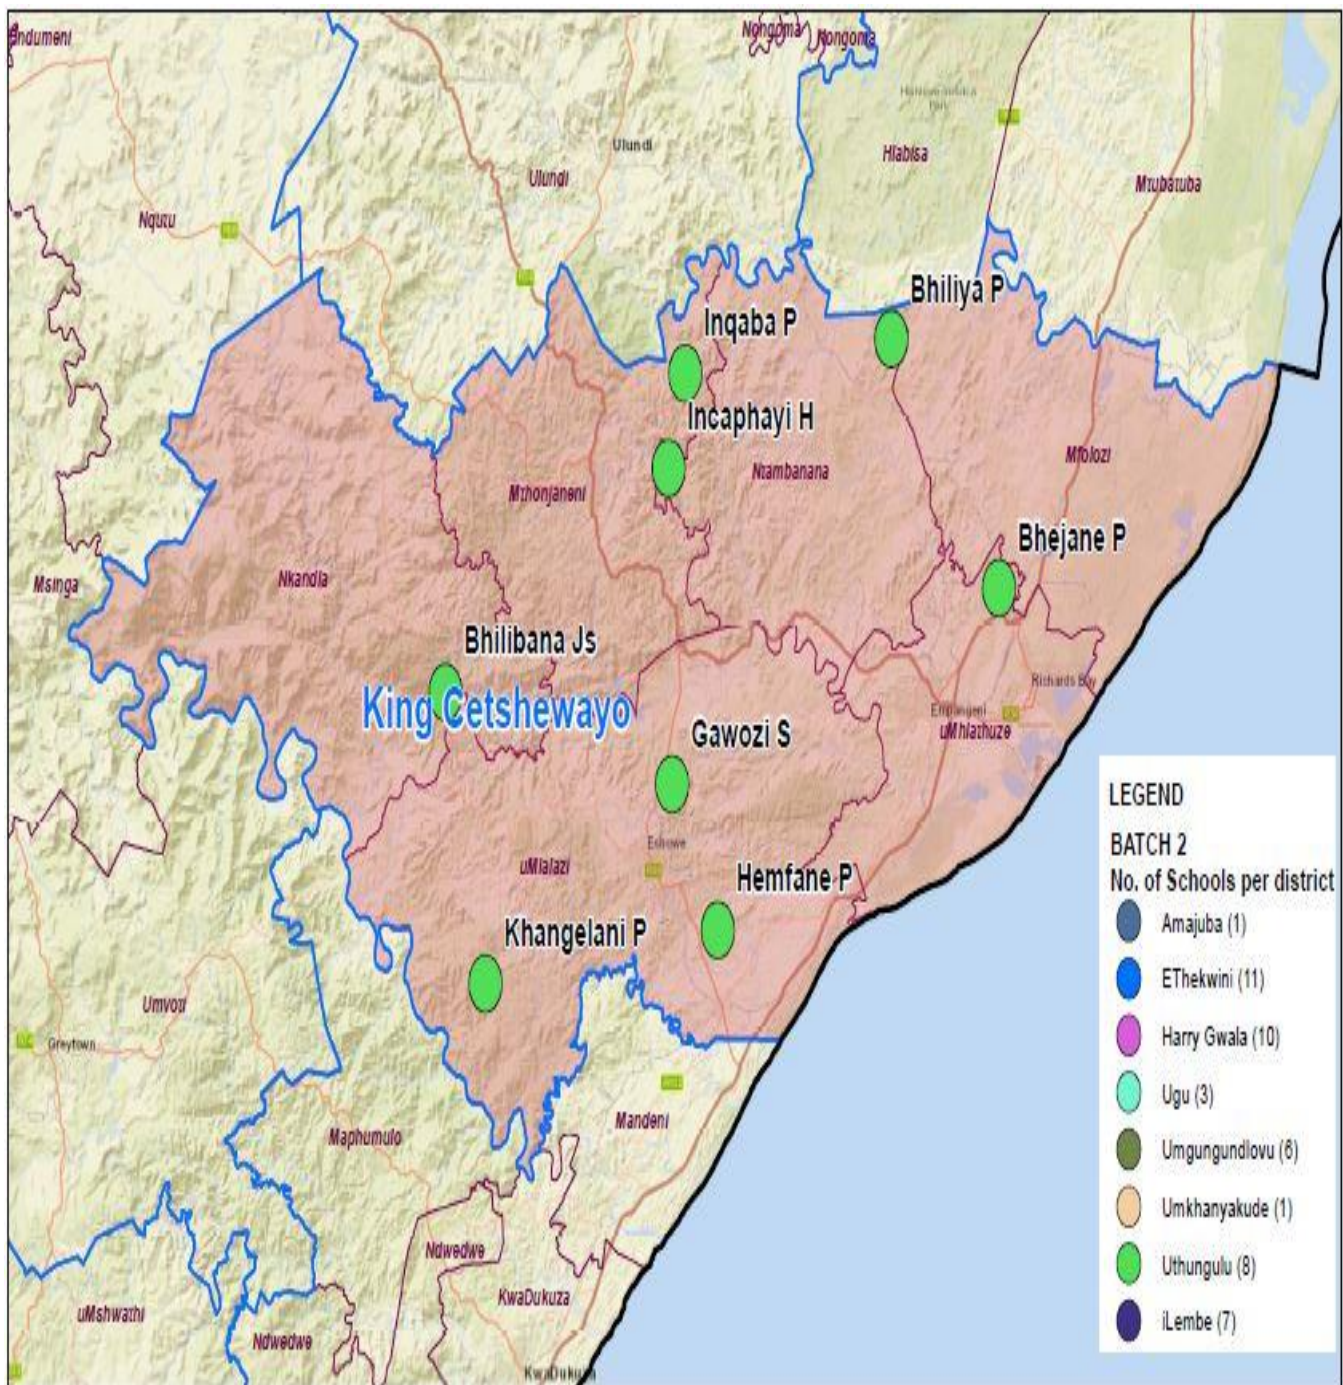 Nongoma
Nongoma
Ulundi
Hlabisa
Ulundi
Mtubatuba
Nqutu
Bhiliya P
Inqaba P
Incaphayi H
Mfolozi
Ntambanana
Mthonjaneni
Bhejane P
Nkandla
Msinga
Bhilibana Js
Richards Bay
King Cetshewayo
Empangeni
uMhlathuze
Gawozi S
Eshowe
uMlalazi
Hemfane P
Khangelani P
Umvoti
Greytown
Mandeni
Maphumulo
Ndwedwe
KwaDukuza
uMshwathi
Ndwedwe
LEGEND
BATCH 2
No. of Schools per district
Amajuba (1)
EThekwini (11)
Harry Gwala (10)
Ugu (3)
Umgungundlovu (6)
Umkhanyakude (1)
Uthungulu (8)
iLembe (7)